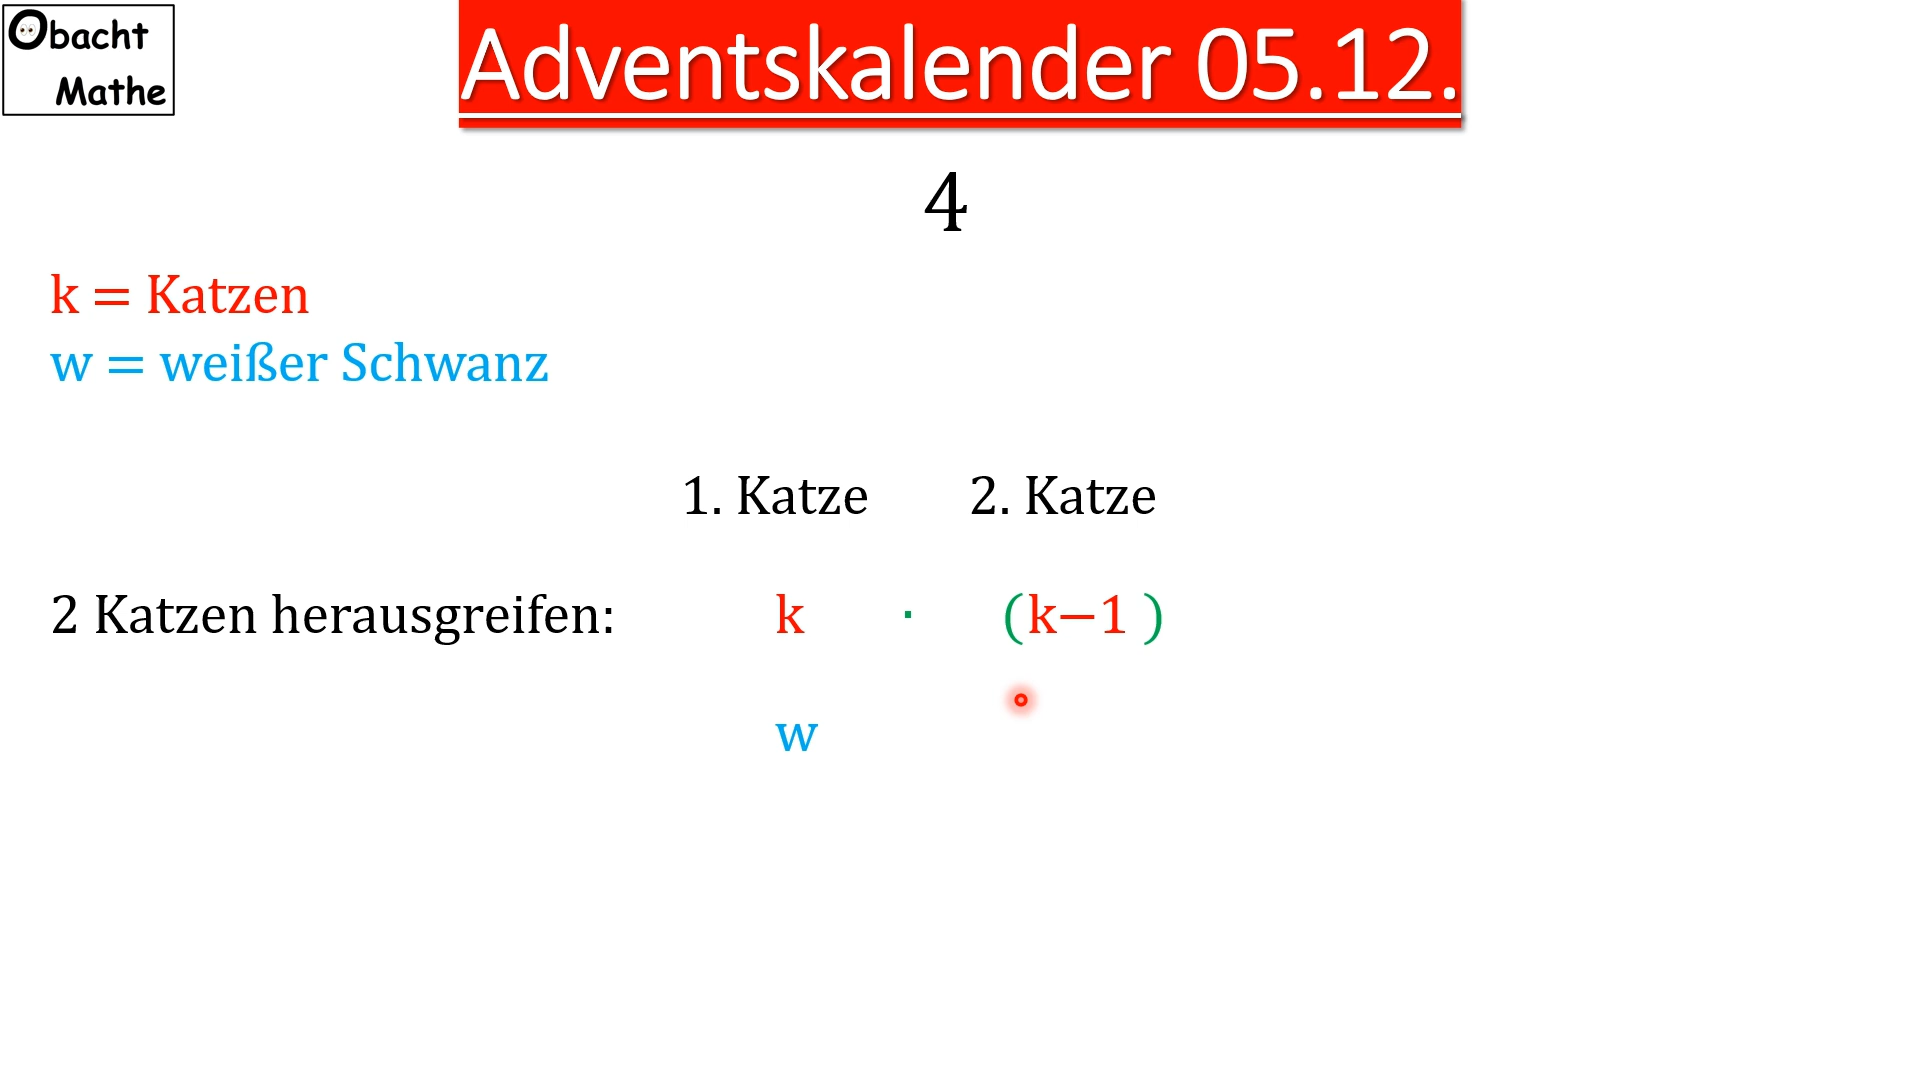 Obacht
Mathe
Adventskalender 05.12.
4
k = Katzen
w = weißer Schwanz
1. Katze 2. Katze
2 Katzen herausgreifen: k · (k−1 )
w